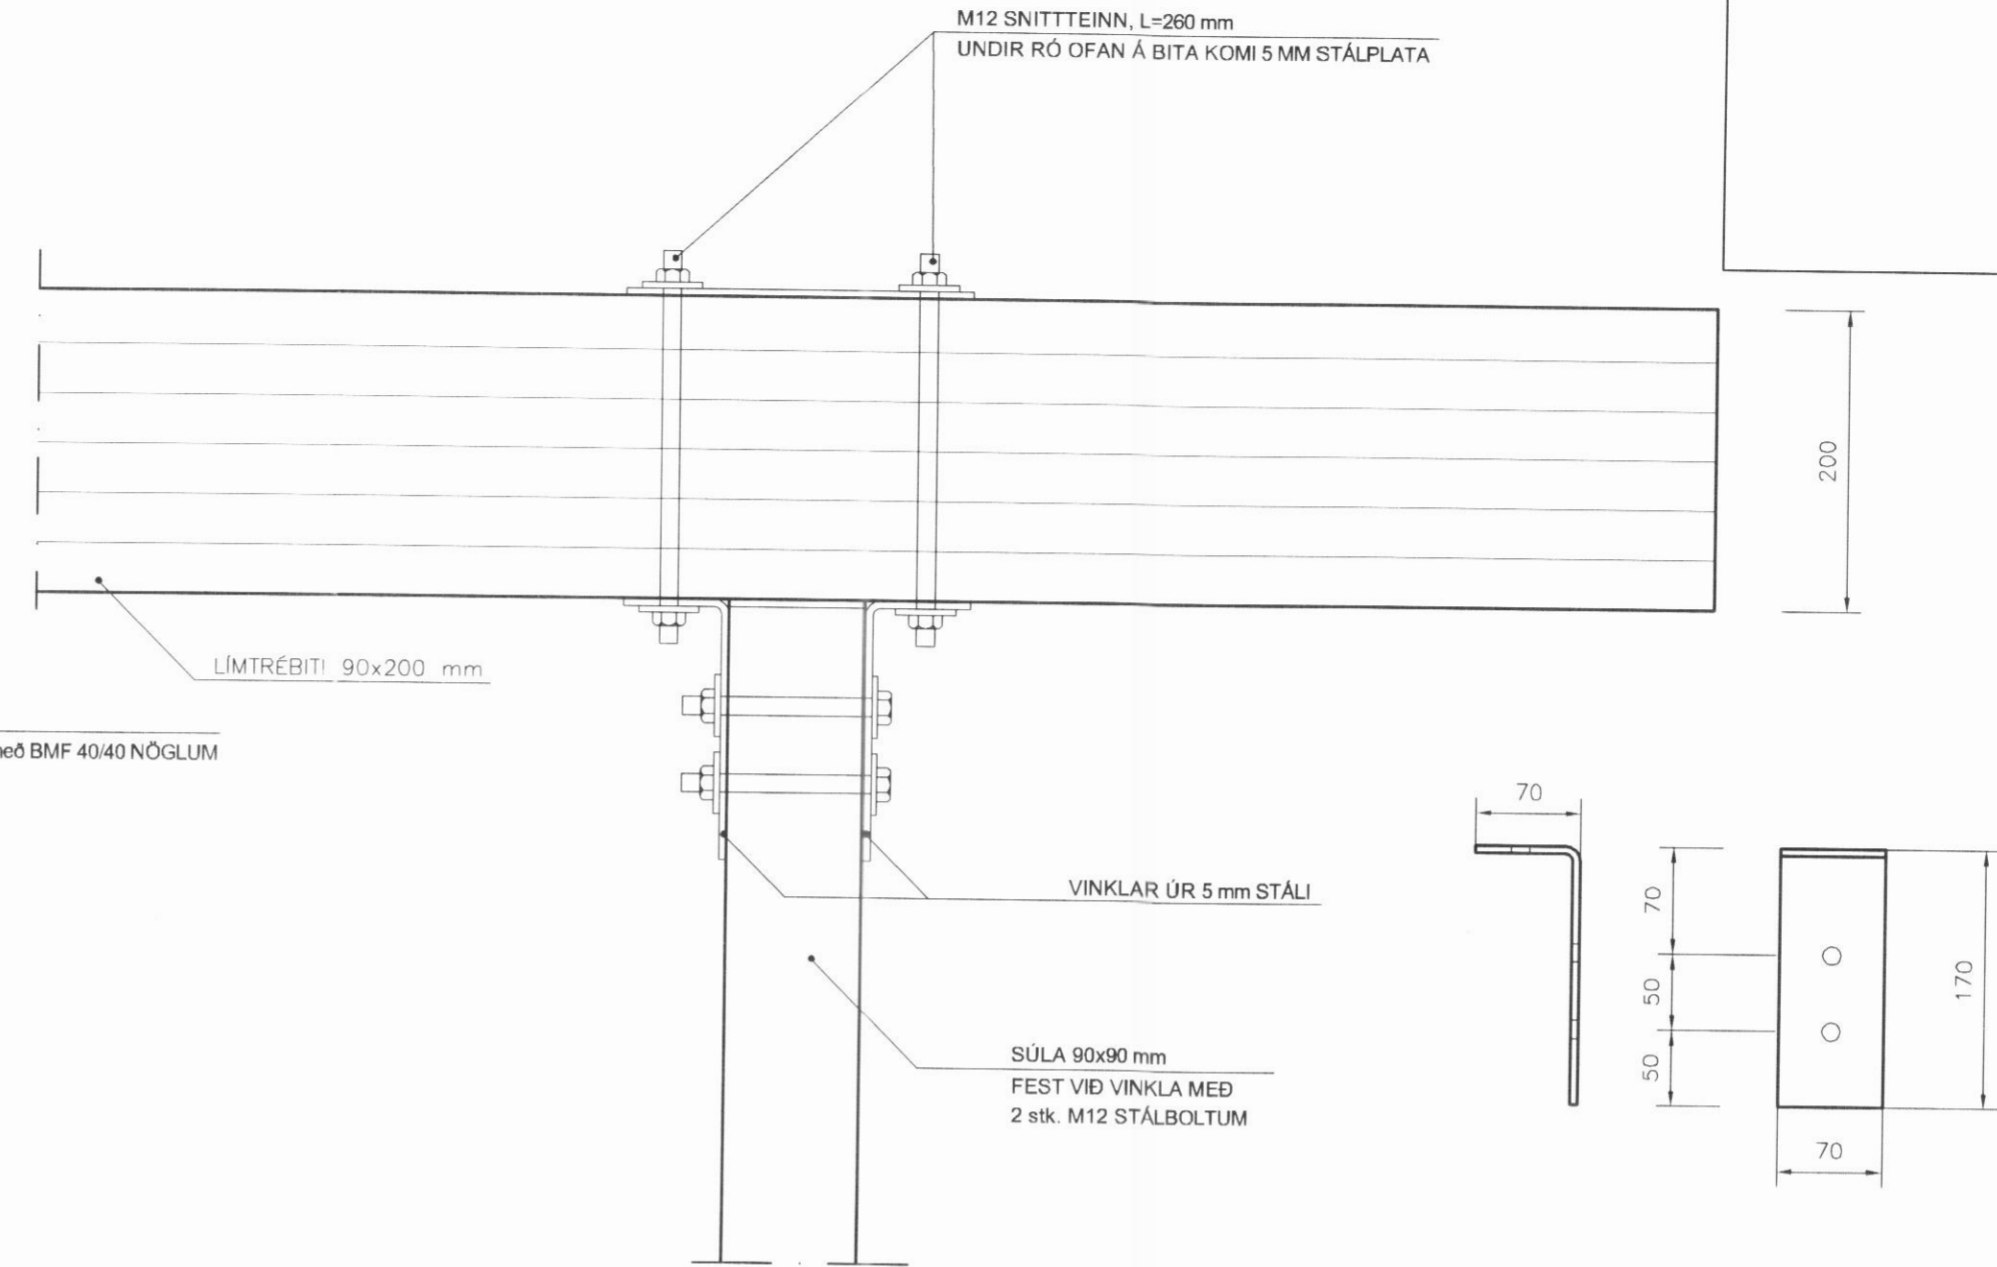 M12 SNITTTEINN, L=260 mm
UNDIR RÓ OFAN Á BITA KOMI 5 MM STÁLPLATA
200
LÍMTRÉBITI 90x200 mm
með BMF 40/40 NÖGLUM
70
VINKLAR ÚR 5 mm STÁLI
70
50
50
170
70
SÚLA 90x90 mm
FEST VIÐ VINKLA MEÐ
2 stk. M12 STÁLBOLTUM